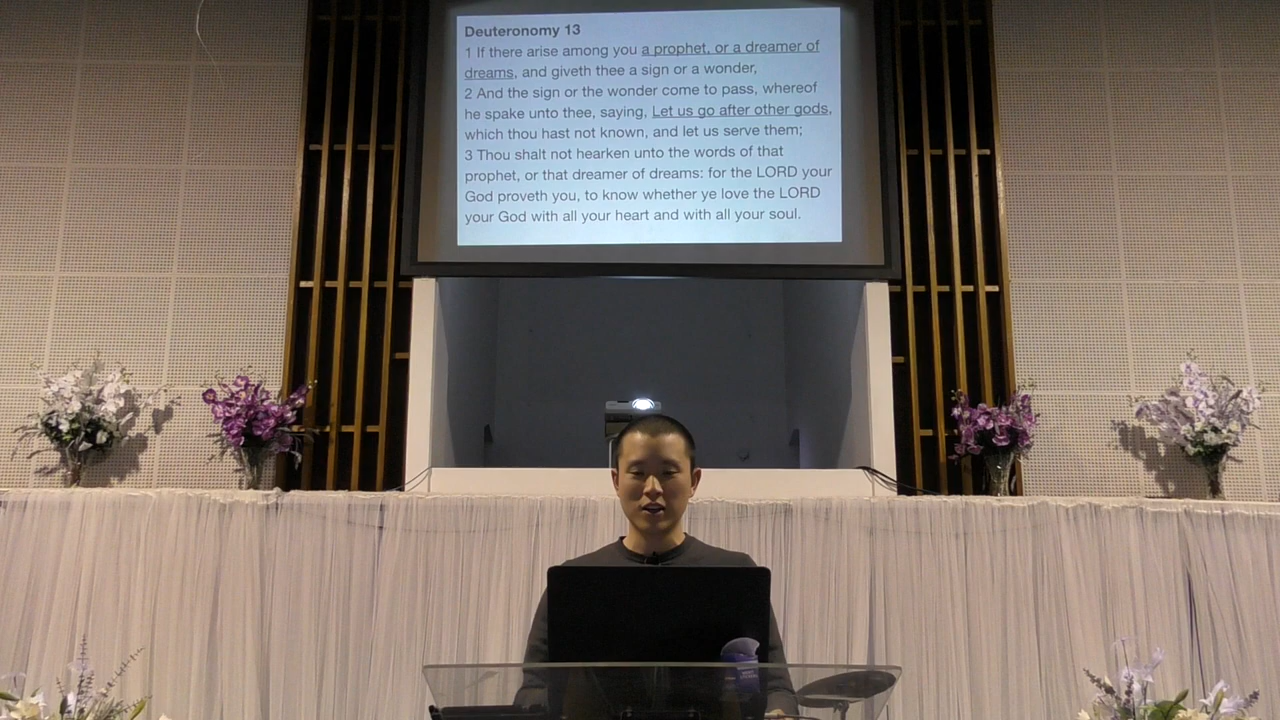 Deuteronomy 13
1 If there arise among you a prophet, or a dreamer of
dreams, and giveth thee a sign or a wonder,
2 And the sign or the wonder come to pass, whereof
he spake unto thee, saying, Let us go after other gods,
which thou hast not known, and let us serve them;
3 Thou shalt not hearken unto the words of that
prophet, or that dreamer of dreams: for the LORD your
God proveth you, to know whether ye love the LORD
your God with all your heart and with all your soul.